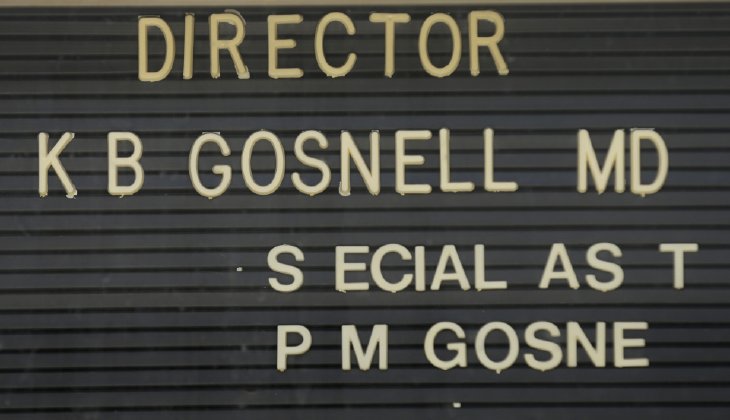 DIRECTOR
K B GOSNELL MD
S ECIAL AS T
P M GOSNE